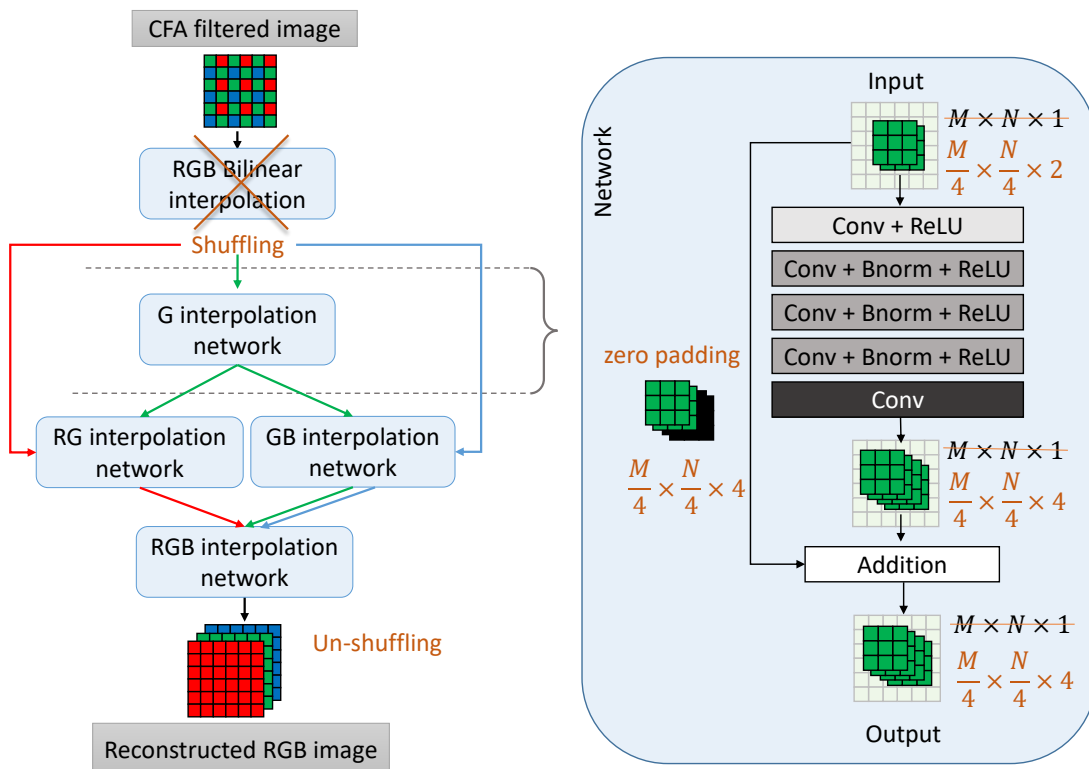 CFA filtered image
RGB Bilinear
interpolation
Shuffling
G interpolation
network
RG interpolation
network
GB interpolation
network
RGB interpolation
network
Un-shuffling
Reconstructed RGB image
Network
Input
M × N × 1
M/4 × N/4 × 2
Conv + ReLU
Conv + Bnorm + ReLU
Conv + Bnorm + ReLU
Conv + Bnorm + ReLU
Conv
zero padding
M/4 × N/4 × 4
M × N × 1
M/4 × N/4 × 4
Addition
M × N × 1
M/4 × N/4 × 4
Output